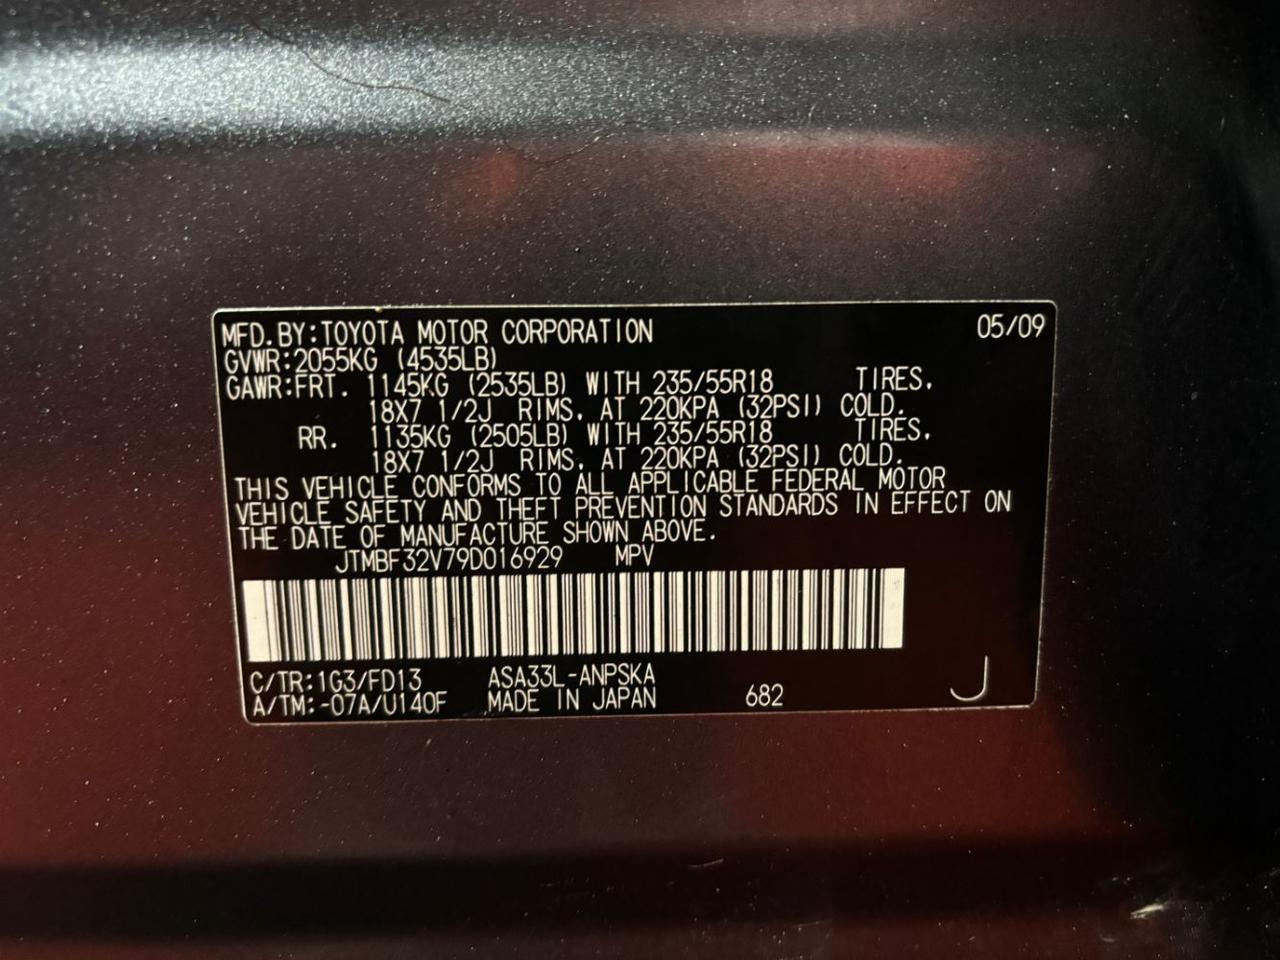 MFD.BY:TOYOTA MOTOR CORPORATION 05/09
GVWR:2055KG (4535LB)
GAWR:FRT. 1145KG (2535LB) WITH 235/55R18 TIRES,
18X7 1/2J RIMS, AT 220KPA (32PSI) COLD.
RR. 1135KG (2505LB) WITH 235/55R18 TIRES,
18X7 1/2J RIMS, AT 220KPA (32PSI) COLD.
THIS VEHICLE CONFORMS TO ALL APPLICABLE FEDERAL MOTOR
VEHICLE SAFETY AND THEFT PREVENTION STANDARDS IN EFFECT ON
THE DATE OF MANUFACTURE SHOWN ABOVE.
JTMBF32V79D016929 MPV
C/TR:1G3/FD13 ASA33L-ANPSKA
A/TM:-07A/U140F MADE IN JAPAN 682 J